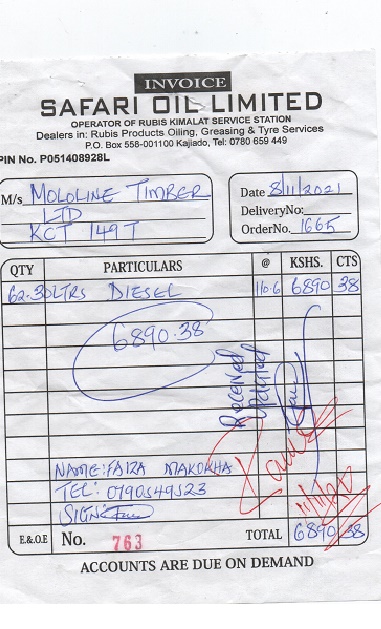 INVOICE
SAFARI OIL LIMITED
OPERATOR OF RUBIS KIMALAT SERVICE STATION
Dealers in: Rubis Products Oiling, Greasing & Tyre Services
P.O. Box 558-001100 Kajiado, Tel: 0780 659 449
PIN No. P051408928L
M/s MOLOLINE TIMBER
LTD
KCT 149T
Date 8/11/2021
DeliveryNo:
OrderNo. 1665
QTY PARTICULARS @ KSHS. CTS
62.30LTRS DIESEL 110.6 6890 38
6890.38
Received
NAME: FAIZA MAKOKHA
TEL: 0790549523
SIGN:
E.&O.E No. 763 TOTAL 6890 38
ACCOUNTS ARE DUE ON DEMAND